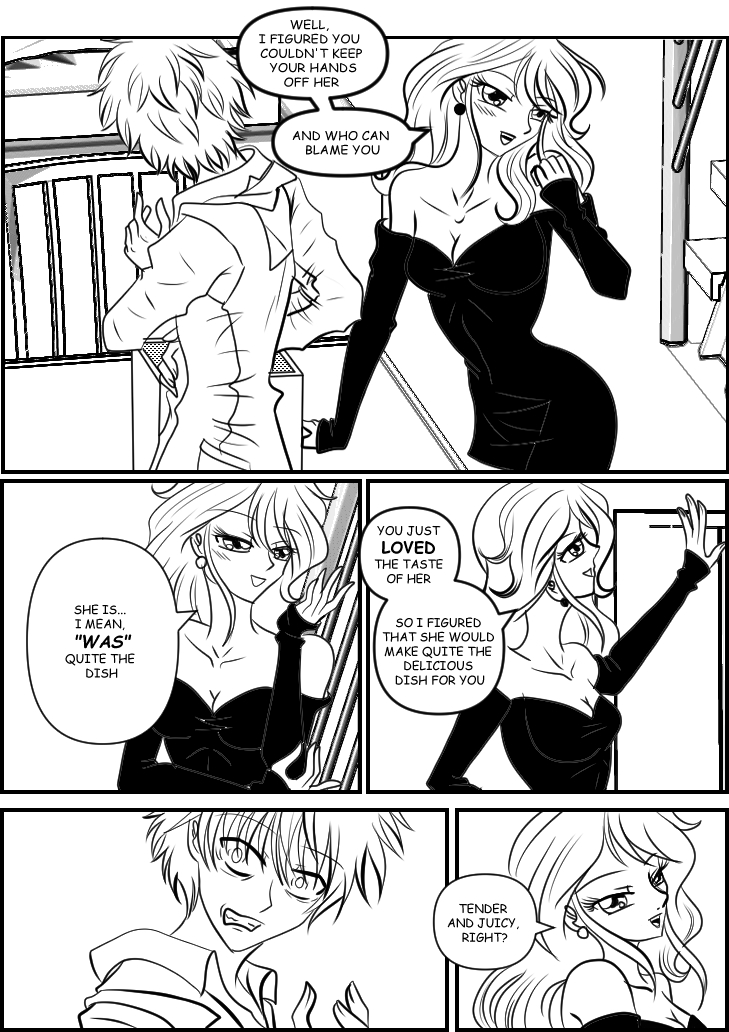 WELL,
I FIGURED YOU
COULDN'T KEEP
YOUR HANDS
OFF HER
AND WHO CAN
BLAME YOU
SHE IS...
I MEAN,
"WAS"
QUITE THE
DISH
YOU JUST
LOVED
THE TASTE
OF HER
SO I FIGURED
THAT SHE WOULD
MAKE QUITE THE
DELICIOUS
DISH FOR YOU
TENDER
AND JUICY,
RIGHT?